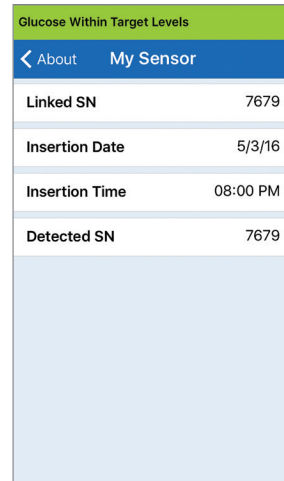 Glucose Within Target Levels
About My Sensor
Linked SN 7679
Insertion Date 5/3/16
Insertion Time 08:00 PM
Detected SN 7679